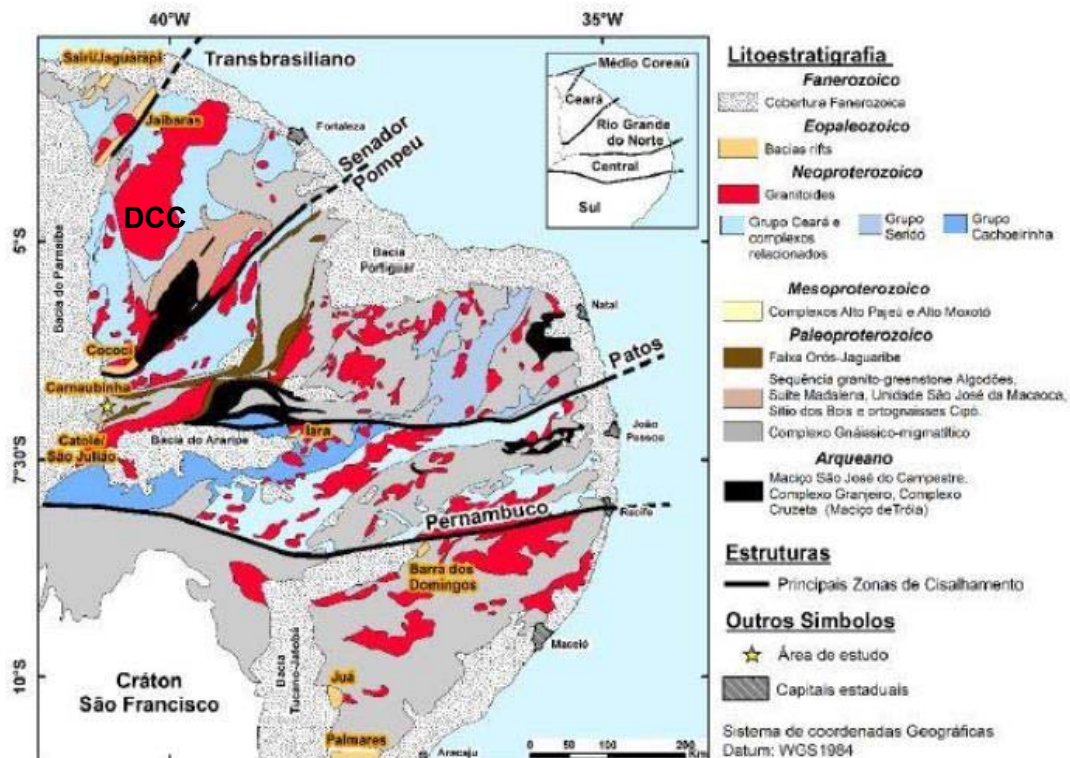 40°W
35°W
Sairi/Jaguarapi
Transbrasiliano
Jaibaras
Fortaleza
Senador
Pompeu
DCC
5°S
Bacia do Parnaíba
Bacia
Potiguar
Natal
Cococi
Patos
Carnaubinha
João
Pessoa
Catolé/
São Julião
Bacia do Araripe
Iara
7°30'S
Pernambuco
Recife
Barra dos
Domingos
Maceió
10°S
Cráton
São Francisco
Bacia
Tucano-Jatobá
Juá
Palmares
Aracaju
0 50 100 200
Km
Médio Coreaú
Ceará
Rio Grande
do Norte
Central
Sul
Litoestratigrafia
Fanerozoico
Cobertura Fanerozoica
Eopaleozoico
Bacias rifts
Neoproterozoico
Granitoides
Grupo Ceará e
complexos
relacionados
Grupo
Seridó
Grupo
Cachoeirinha
Mesoproterozoico
Complexos Alto Pajeú e Alto Moxotó
Paleoproterozoico
Faixa Orós-Jaguaribe
Sequência granito-greenstone Algodões,
Suíte Madalena, Unidade São José da Macaoca,
Sítio dos Bois e ortognaisses Cipó.
Complexo Gnáissico-migmatítico
Arqueano
Maciço São José do Campestre,
Complexo Granjeiro, Complexo
Cruzeta (Maciço deTróia)
Estruturas
Principais Zonas de Cisalhamento
Outros Simbolos
Área de estudo
Capitais estaduais
Sistema de coordenadas Geográficas
Datum: WGS1984